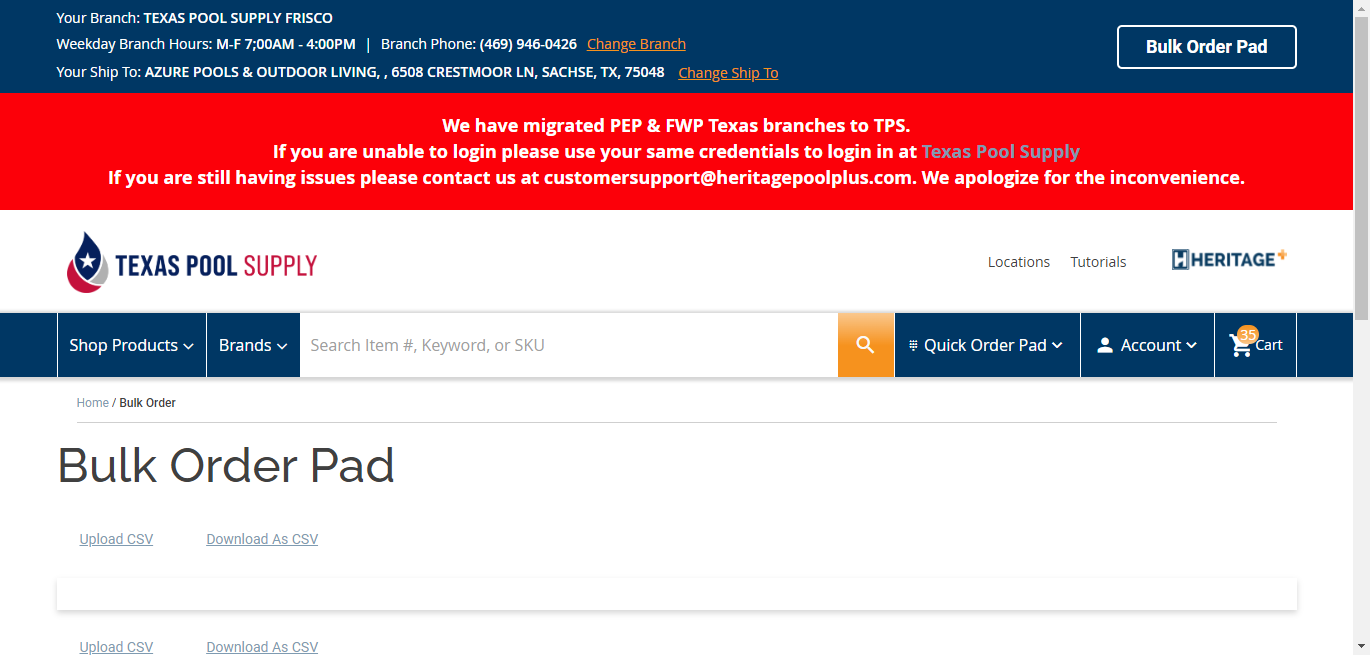 Your Branch: TEXAS POOL SUPPLY FRISCO
Weekday Branch Hours: M-F 7;00AM - 4:00PM | Branch Phone: (469) 946-0426 Change Branch
Your Ship To: AZURE POOLS & OUTDOOR LIVING, , 6508 CRESTMOOR LN, SACHSE, TX, 75048 Change Ship To
Bulk Order Pad
We have migrated PEP & FWP Texas branches to TPS.
If you are unable to login please use your same credentials to login in at Texas Pool Supply
If you are still having issues please contact us at customersupport@heritagepoolplus.com. We apologize for the inconvenience.
TEXAS POOL SUPPLY
Locations Tutorials HERITAGE+
Shop Products Brands Search Item #, Keyword, or SKU Quick Order Pad Account 35 Cart
Home / Bulk Order
Bulk Order Pad
Upload CSV Download As CSV
Upload CSV Download As CSV